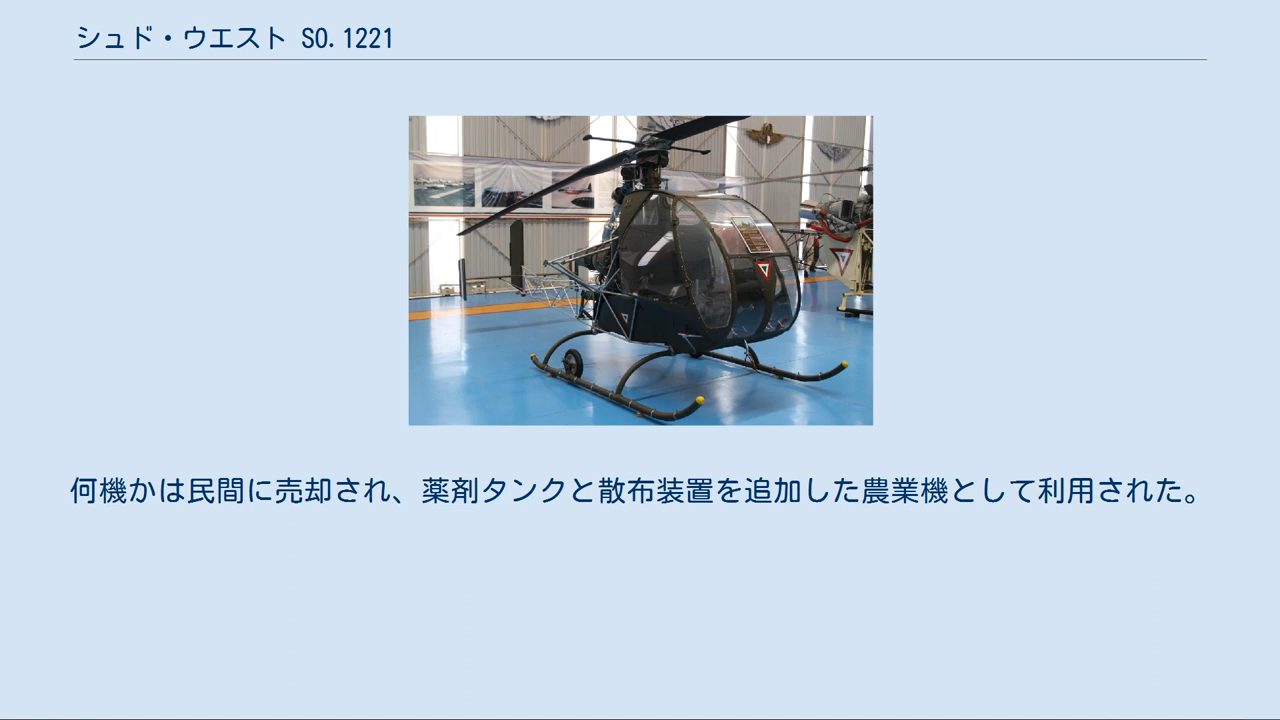 シュド・ウエスト SO.1221
何機かは民間に売却され、薬剤タンクと散布装置を追加した農業機として利用された。